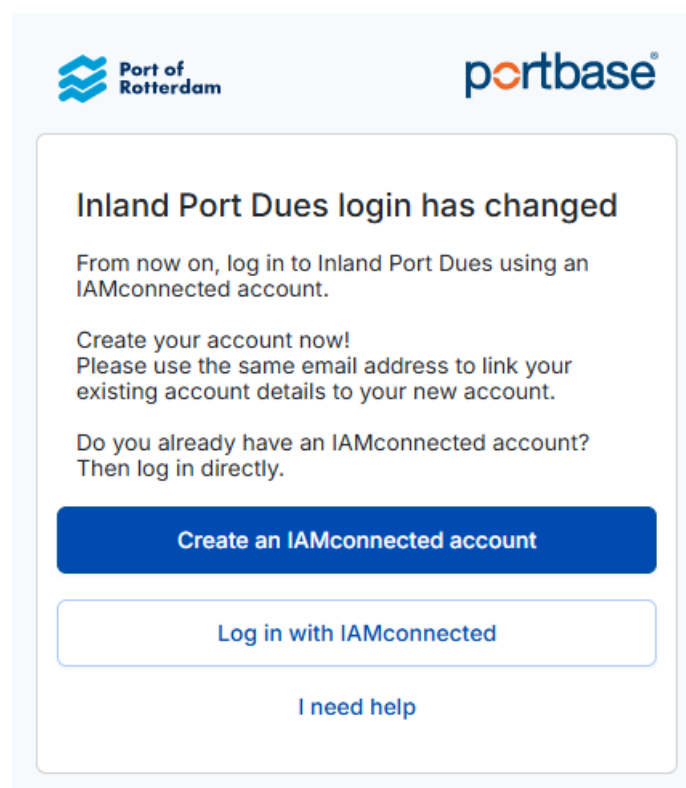 Port of
Rotterdam
portbase®
Inland Port Dues login has changed
From now on, log in to Inland Port Dues using an
IAMconnected account.
Create your account now!
Please use the same email address to link your
existing account details to your new account.
Do you already have an IAMconnected account?
Then log in directly.
Create an IAMconnected account
Log in with IAMconnected
I need help